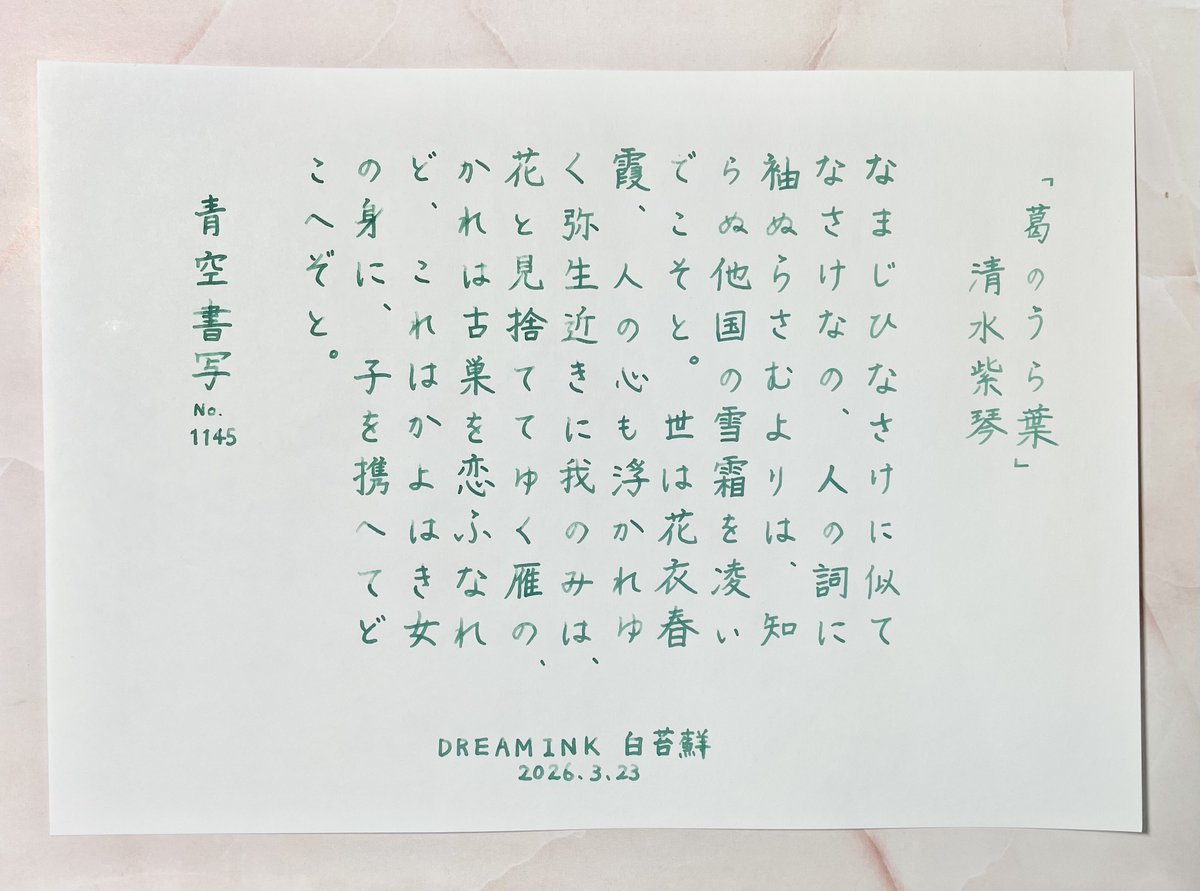 「葛のうら葉」
清水紫琴
なまじひなさけに似て
なさけなの、人の詞に
袖ぬらさむよりは、知
らぬ他国の雪霜を凌い
でこそと。世は花衣春
霞、人の心も浮かれゆ
く弥生近きに我のみは、
花と見捨ててゆく雁の、
かれは古巣を恋ふなれ
ど、これはかよはき女
の身に、子を携へてど
こへぞと。
青空書写
No.
1145
DREAMINK 白苔蘚
2026.3.23